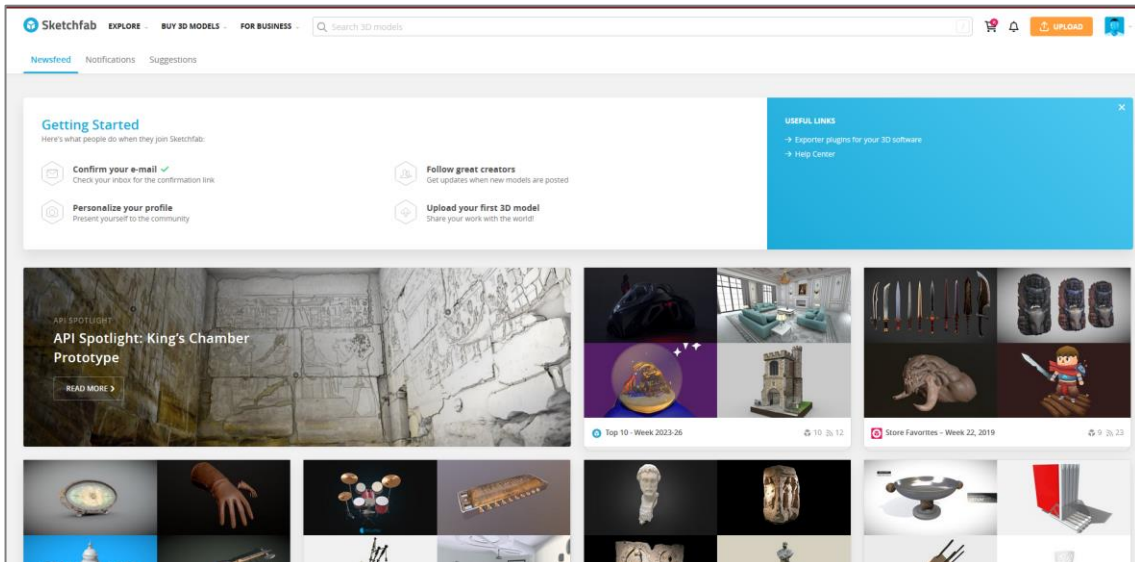 Sketchfab EXPLORE BUY 3D MODELS FOR BUSINESS Search 3D models / UPLOAD
Newsfeed Notifications Suggestions
Getting Started
Here's what people do when they join Sketchfab:
Confirm your e-mail
Check your inbox for the confirmation link
Follow great creators
Get updates when new models are posted
Personalize your profile
Present yourself to the community
Upload your first 3D model
Share your work with the world!
USEFUL LINKS
→ Exporter plugins for your 3D software
→ Help Center
API SPOTLIGHT
API Spotlight: King's Chamber
Prototype
READ MORE
Top 10 - Week 2023-26 10 12
Store Favorites – Week 22, 2019 9 23